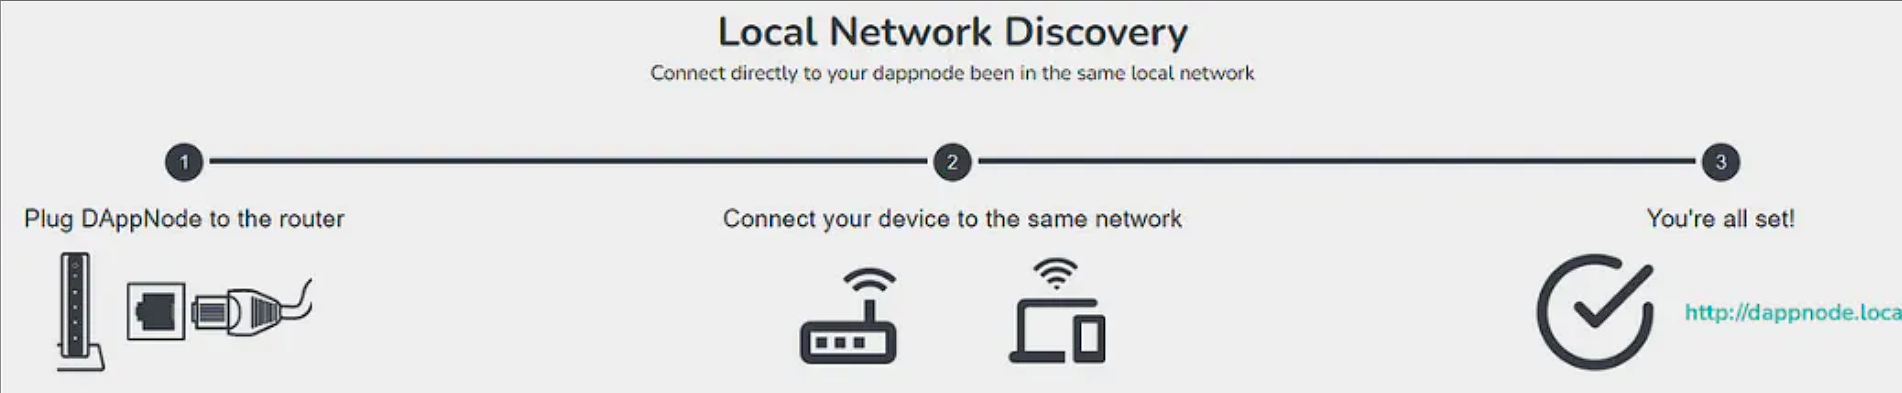 Local Network Discovery
Connect directly to your dappnode been in the same local network
1
2
3
Plug DAppNode to the router
Connect your device to the same network
You're all set!
http://dappnode.loca